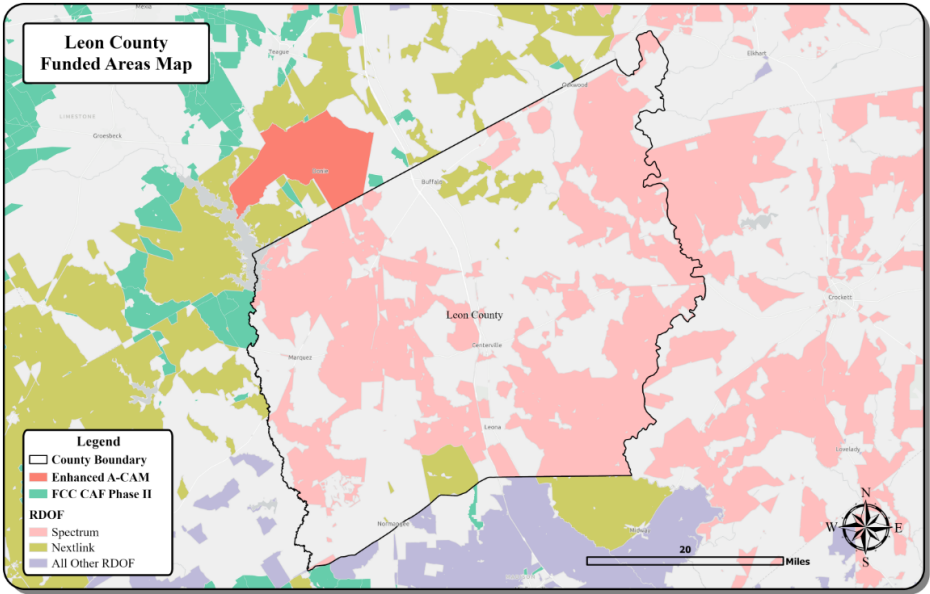 Mexia
Leon County
Funded Areas Map
Teague
Elkhart
Oakwood
LIMESTONE
Groesbeck
Buffalo
Crockett
Leon County
Centerville
Marquez
Leona
Lovelady
Legend
County Boundary
Enhanced A-CAM
FCC CAF Phase II
RDOF
Spectrum
Nextlink
All Other RDOF
Normangee
Midway
N
W
E
S
20
Miles